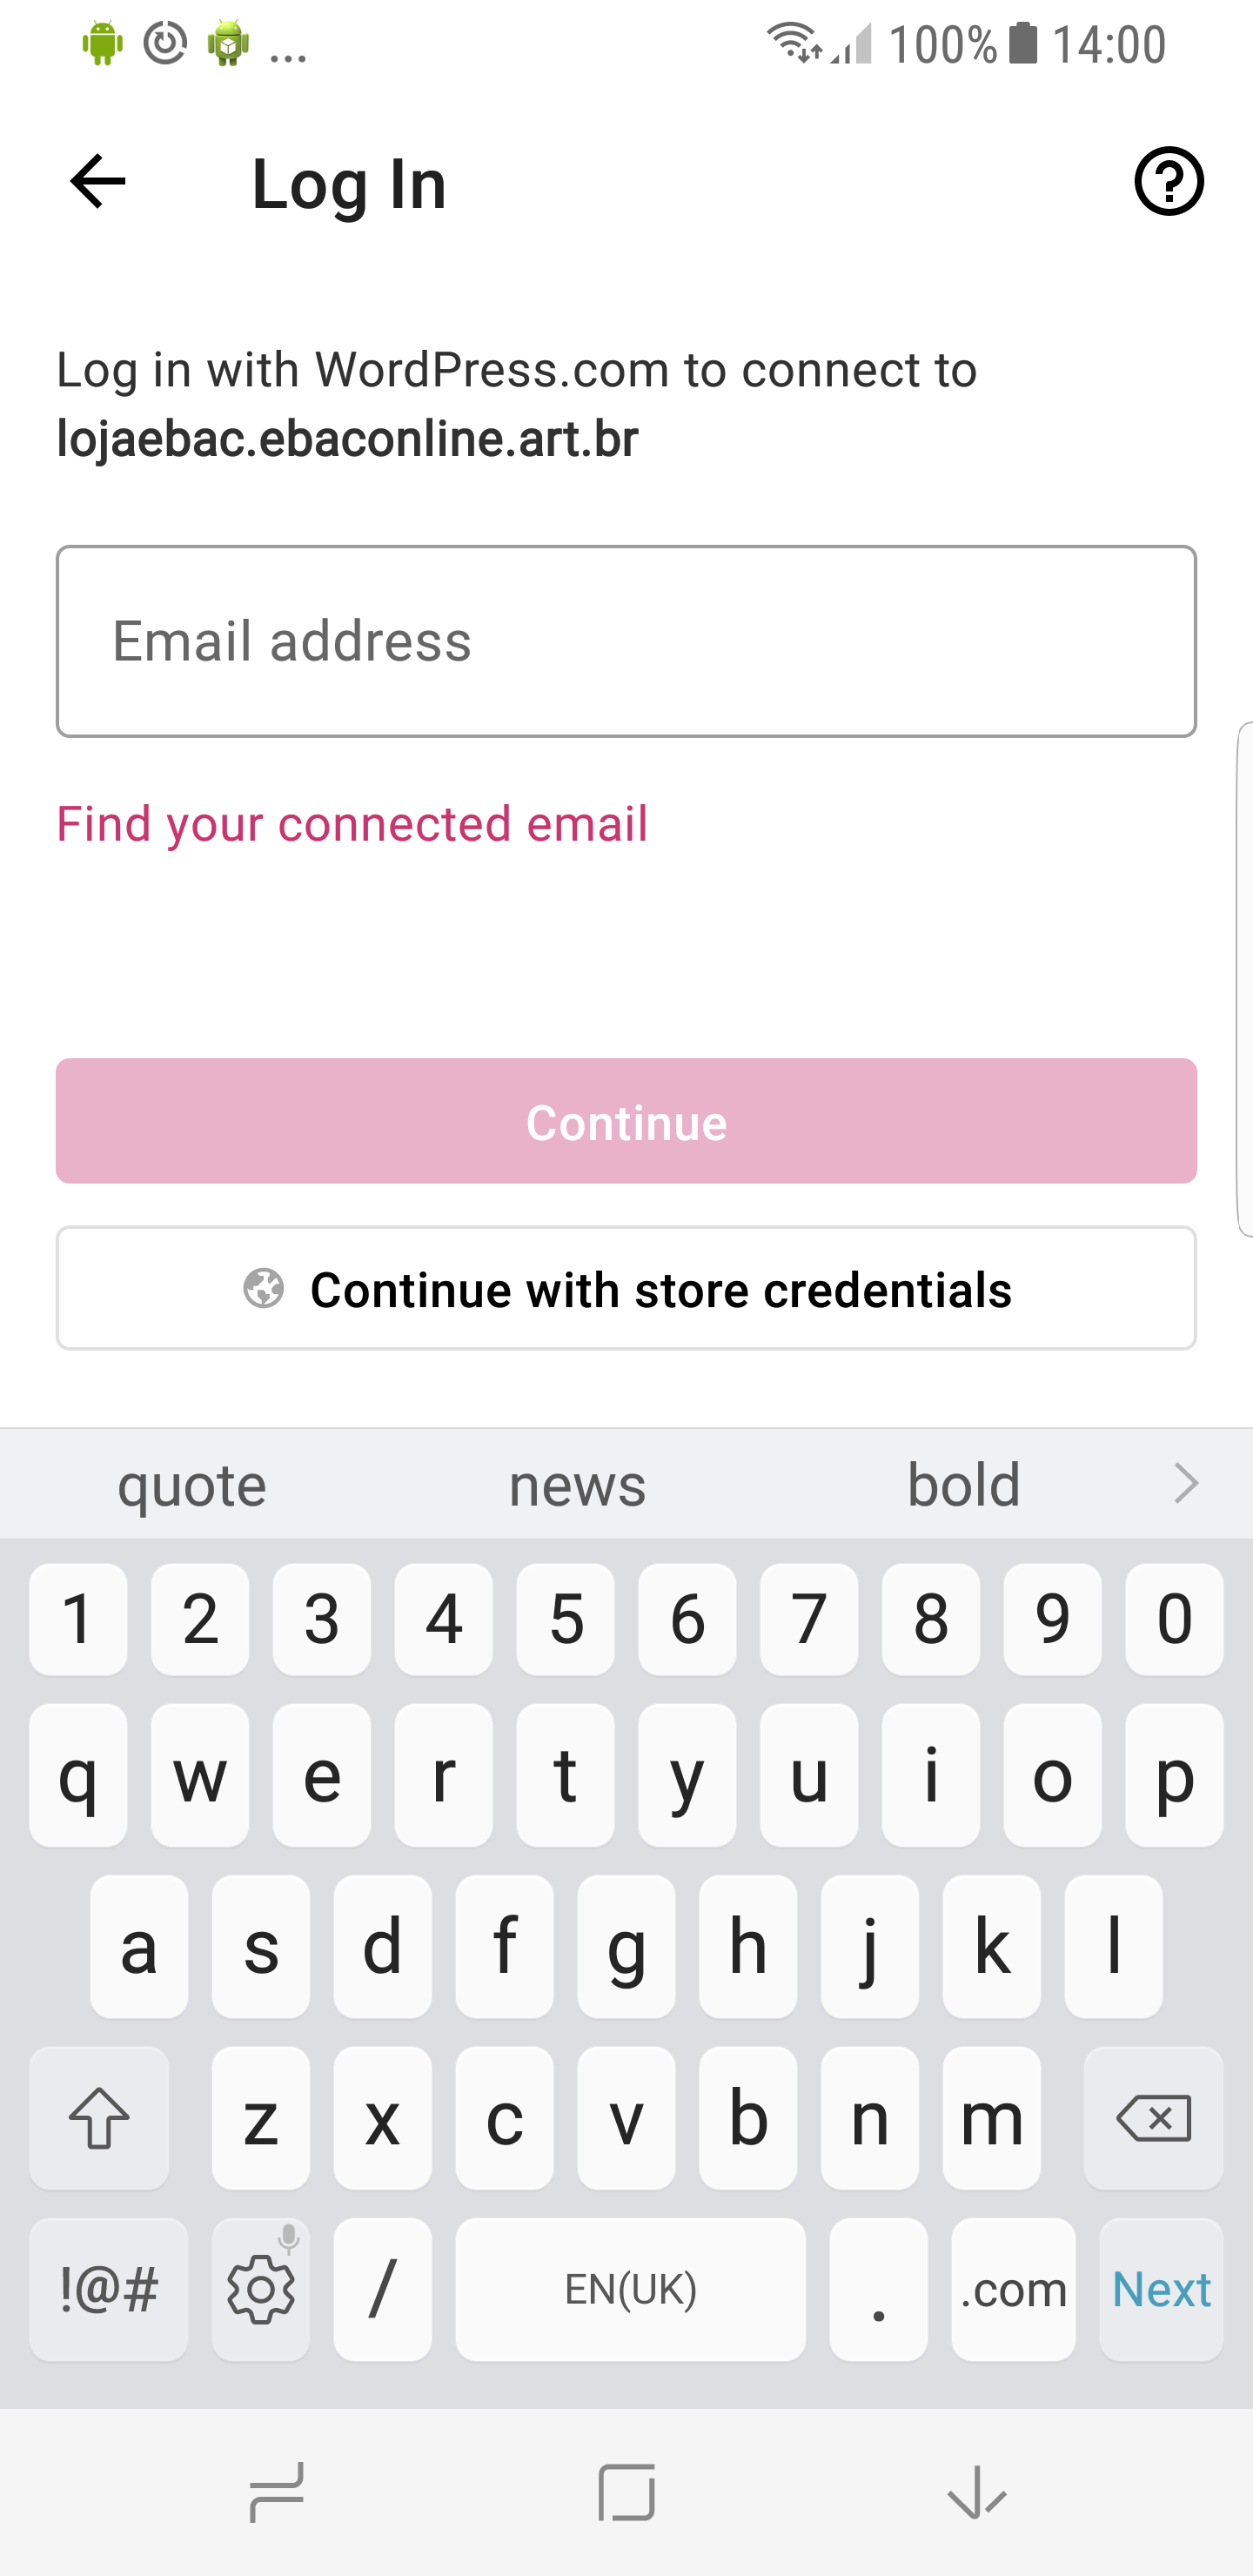 ... 100% 14:00
Log In
Log in with WordPress.com to connect to
lojaebac.ebaconline.art.br
Email address
Find your connected email
Continue
Continue with store credentials
quote news bold
1 2 3 4 5 6 7 8 9 0
q w e r t y u i o p
a s d f g h j k l
z x c v b n m
!@# / EN(UK) . .com Next